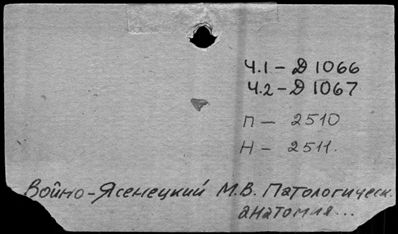 Ч.1 – Д 1066
Ч.2 – Д 1067
П – 2510
Н – 2511.
Войно-Ясенецкий М.В. Патологическ.
анатомия...